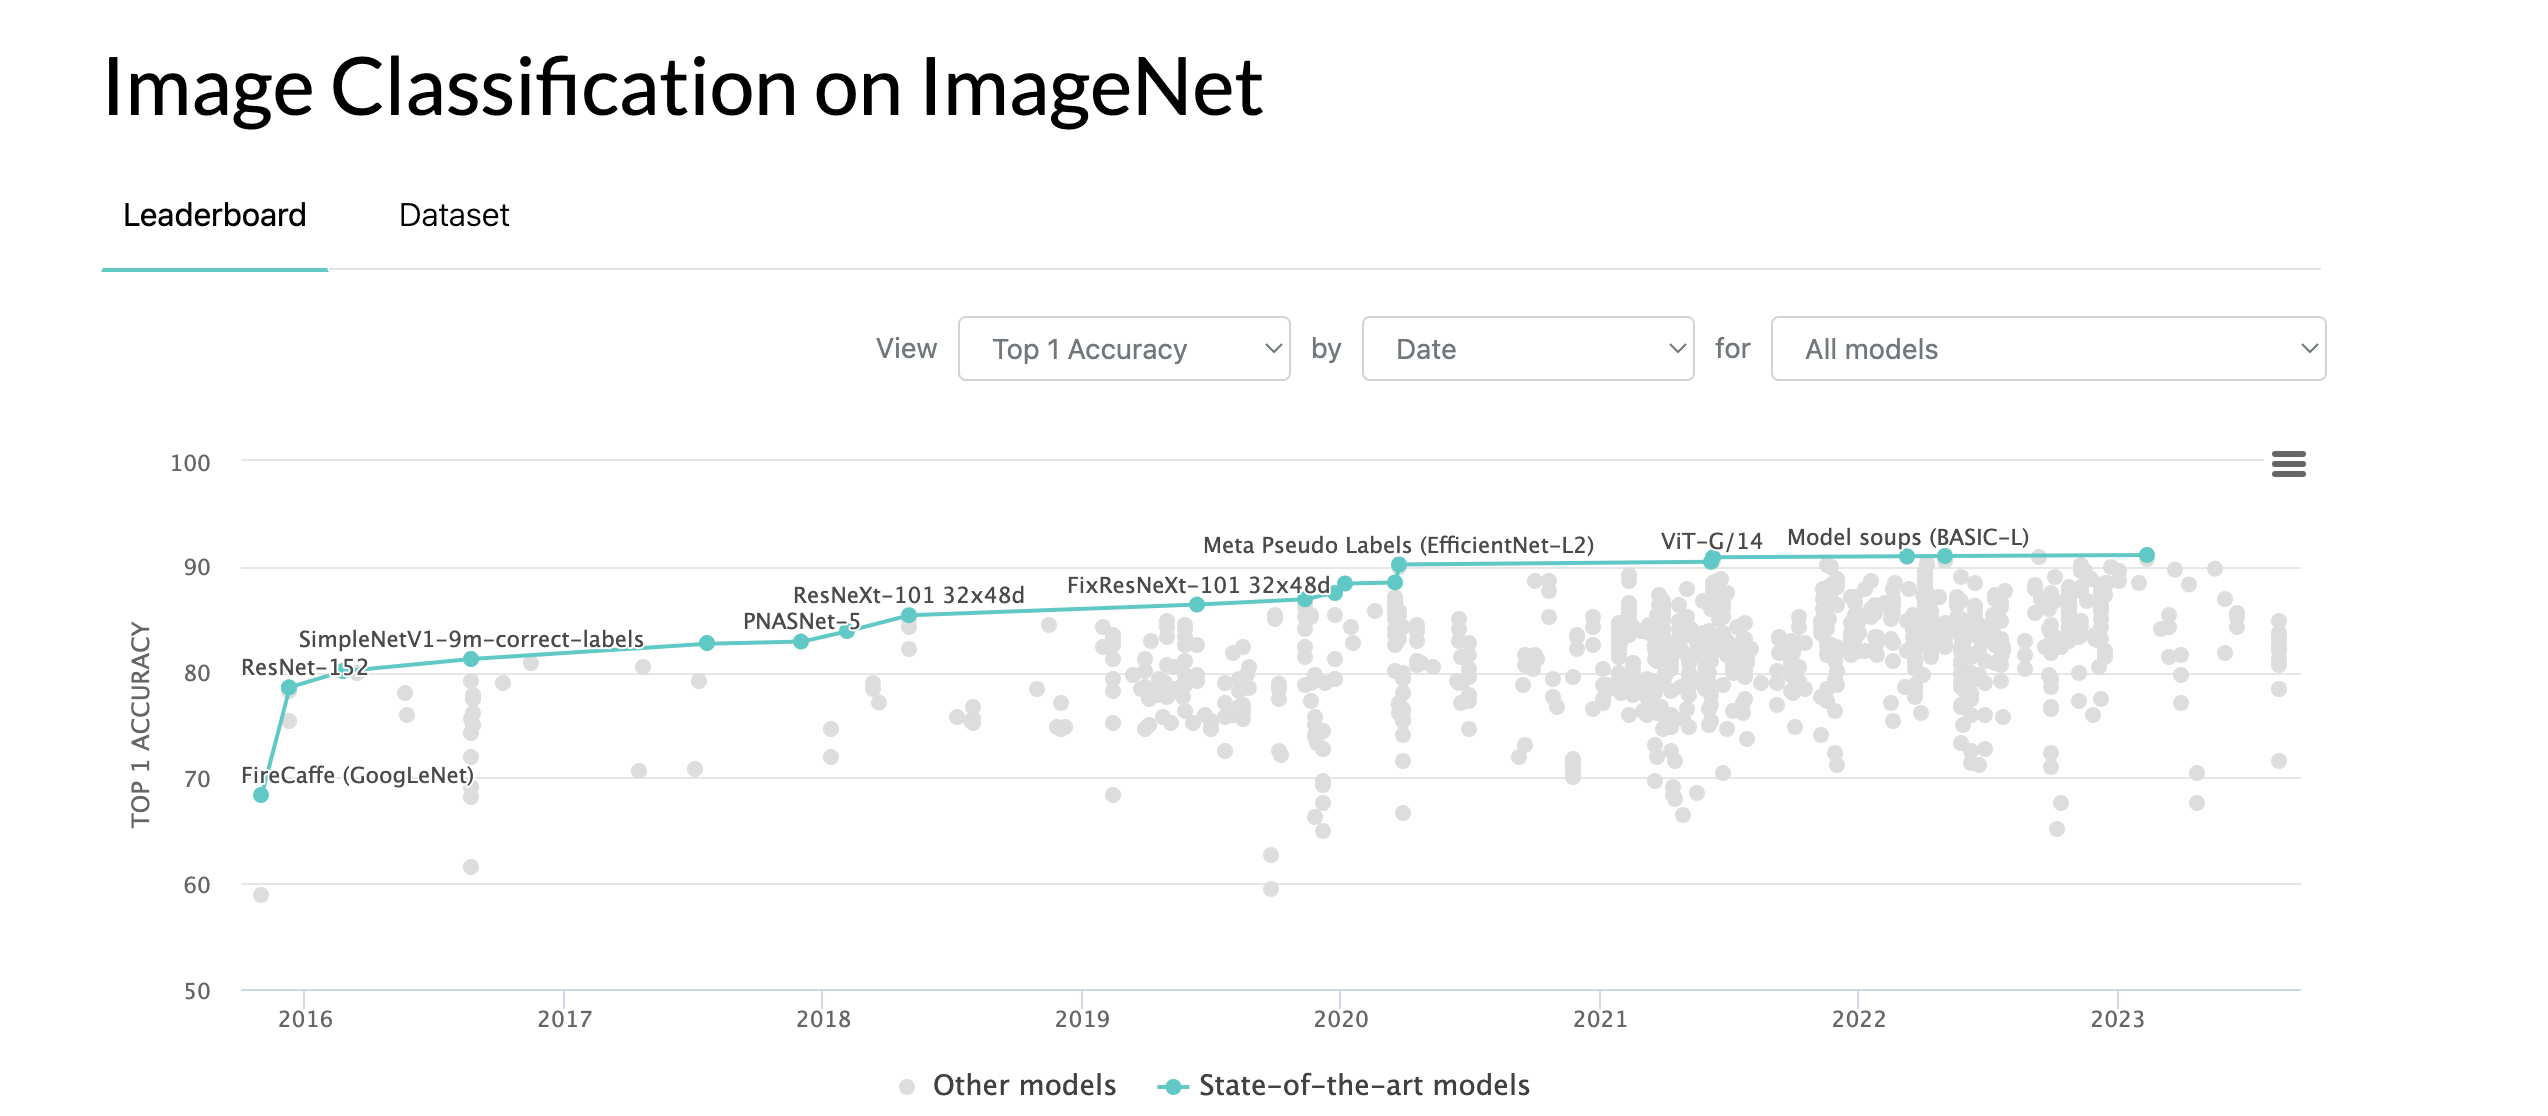 Image Classification on ImageNet
Leaderboard Dataset
View Top 1 Accuracy by Date for All models
TOP 1 ACCURACY
100
90
80
70
60
50
FireCaffe (GoogLeNet)
ResNet-152
SimpleNetV1-9m-correct-labels
PNASNet-5
ResNeXt-101 32x48d
FixResNeXt-101 32x48d
Meta Pseudo Labels (EfficientNet-L2)
ViT-G/14
Model soups (BASIC-L)
2016 2017 2018 2019 2020 2021 2022 2023
Other models State-of-the-art models